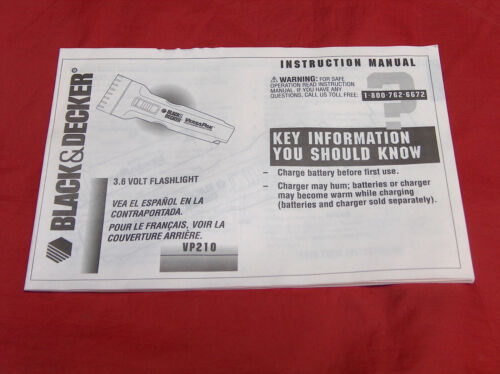 BLACK&DECKER®
BLACK&
DECKER VERSAPAK
3.6 VOLT FLASHLIGHT
VEA EL ESPAÑOL EN LA
CONTRAPORTADA.
POUR LE FRANÇAIS, VOIR LA
COUVERTURE ARRIÈRE.
VP210
INSTRUCTION MANUAL
WARNING: FOR SAFE
OPERATION READ INSTRUCTION
MANUAL. IF YOU HAVE ANY
QUESTIONS, CALL US TOLL FREE:
1-800-762-6672
KEY INFORMATION
YOU SHOULD KNOW
– Charge battery before first use.
– Charger may hum; batteries or charger
may become warm while charging
(batteries and charger sold separately).